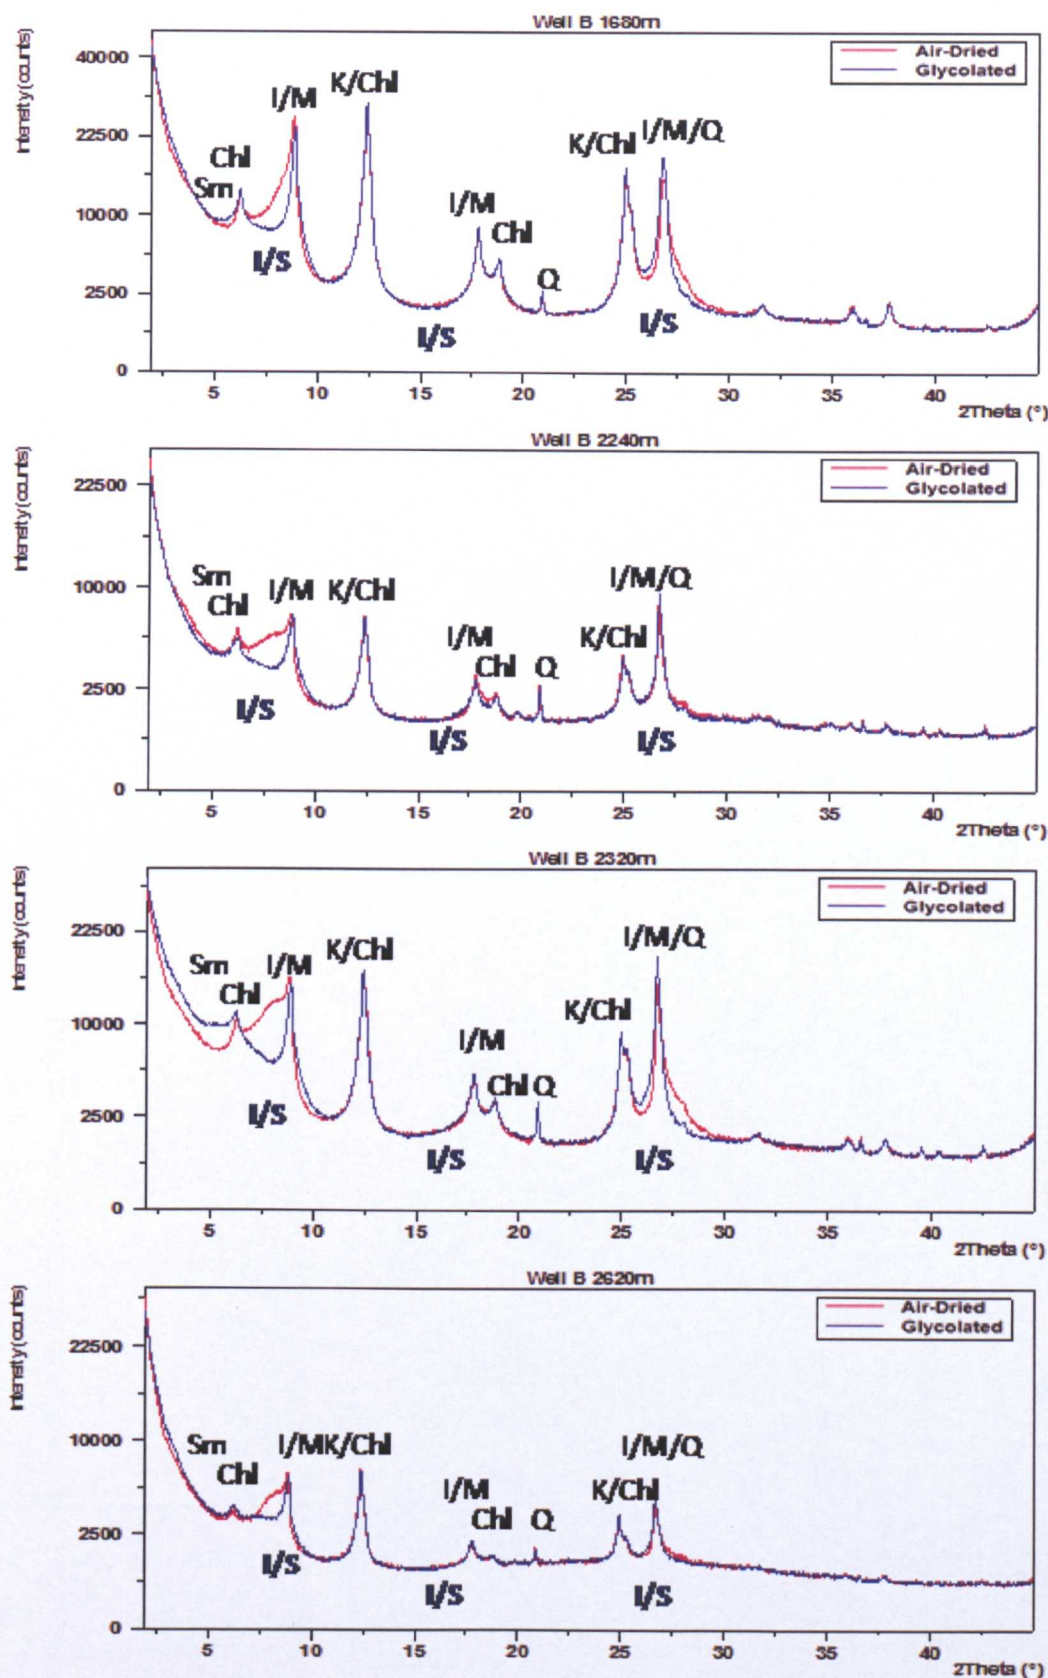 Well B 1680m
Intensity (counts)
Air-Dried
Glycolated
40000
22500
10000
2500
0
Sm
Chl
I/M
K/Chl
I/M
Chl
Q
K/Chl
I/M/Q
I/S
I/S
I/S
5 10 15 20 25 30 35 40
2Theta (°)
Well B 2240m
Intensity (counts)
Air-Dried
Glycolated
22500
10000
2500
0
Sm
Chl
I/M
K/Chl
I/M
Chl
Q
K/Chl
I/M/Q
I/S
I/S
I/S
5 10 15 20 25 30 35 40
2Theta (°)
Well B 2320m
Intensity (counts)
Air-Dried
Glycolated
22500
10000
2500
0
Sm
Chl
I/M
K/Chl
I/M
Chl
Q
K/Chl
I/M/Q
I/S
I/S
I/S
5 10 15 20 25 30 35 40
2Theta (°)
Well B 2620m
Intensity (counts)
Air-Dried
Glycolated
22500
10000
2500
0
Sm
Chl
I/M
K/Chl
I/M
Chl
Q
K/Chl
I/M/Q
I/S
I/S
I/S
5 10 15 20 25 30 35 40
2Theta (°)